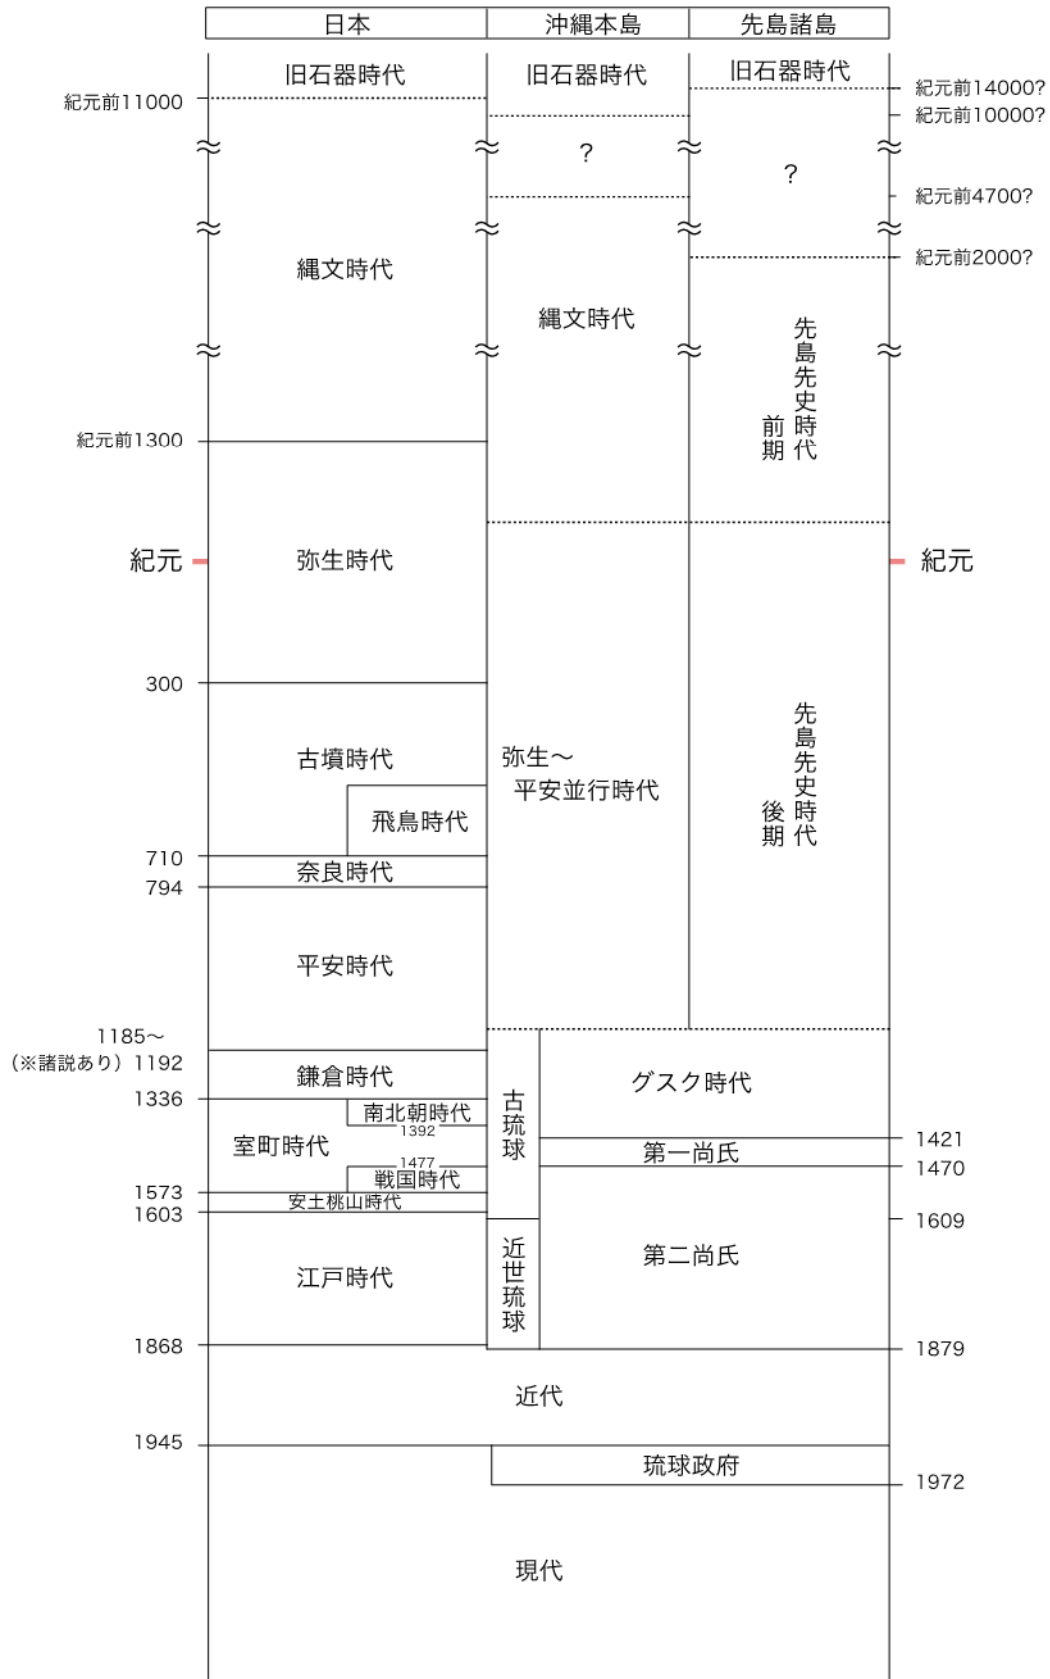 日本
沖縄本島
先島諸島
旧石器時代
旧石器時代
旧石器時代
紀元前11000
紀元前14000?
紀元前10000?
?
?
紀元前4700?
紀元前2000?
縄文時代
縄文時代
先島先史時代
前期
紀元前1300
紀元
弥生時代
紀元
300
古墳時代
弥生〜
平安並行時代
先島先史時代
後期
飛鳥時代
710
奈良時代
794
平安時代
1185〜
(※諸説あり) 1192
鎌倉時代
古琉球
グスク時代
1336
南北朝時代
1392
室町時代
1421
第一尚氏
1477
1470
戦国時代
1573
安土桃山時代
1603
1609
江戸時代
近世琉球
第二尚氏
1868
1879
近代
1945
琉球政府
1972
現代